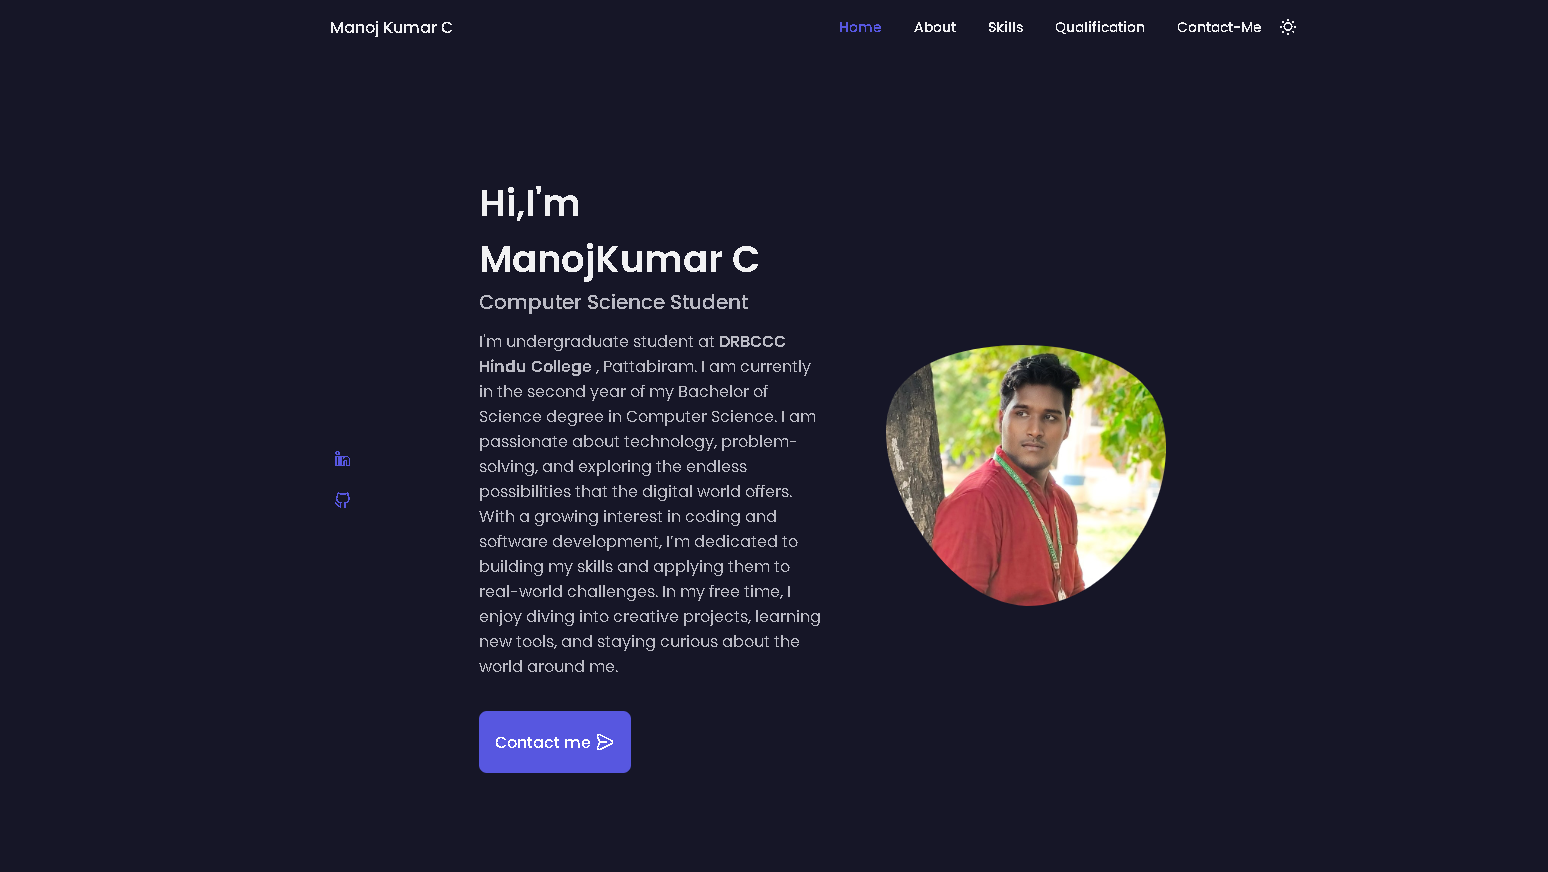 Manoj Kumar C
Home About Skills Qualification Contact-Me
Hi,I'm
ManojKumar C
Computer Science Student
I'm undergraduate student at DRBCCC
Hindu College , Pattabiram. I am currently
in the second year of my Bachelor of
Science degree in Computer Science. I am
passionate about technology, problem-
solving, and exploring the endless
possibilities that the digital world offers.
With a growing interest in coding and
software development, I’m dedicated to
building my skills and applying them to
real-world challenges. In my free time, I
enjoy diving into creative projects, learning
new tools, and staying curious about the
world around me.
Contact me